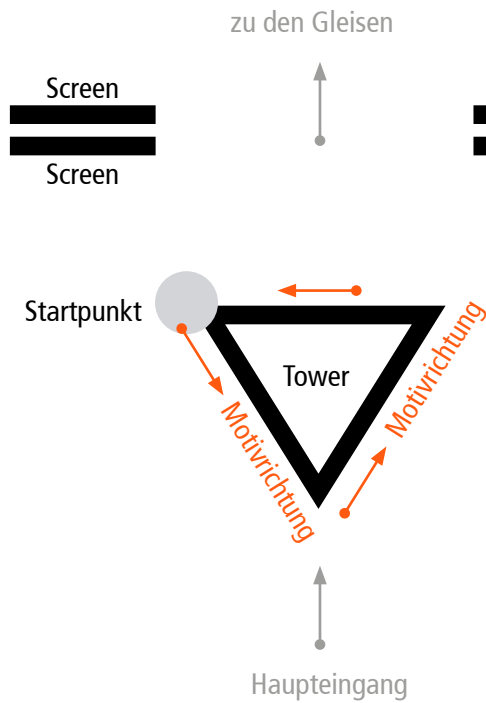 zu den Gleisen
Screen
Screen
Startpunkt
Tower
Motivrichtung
Motivrichtung
Haupteingang